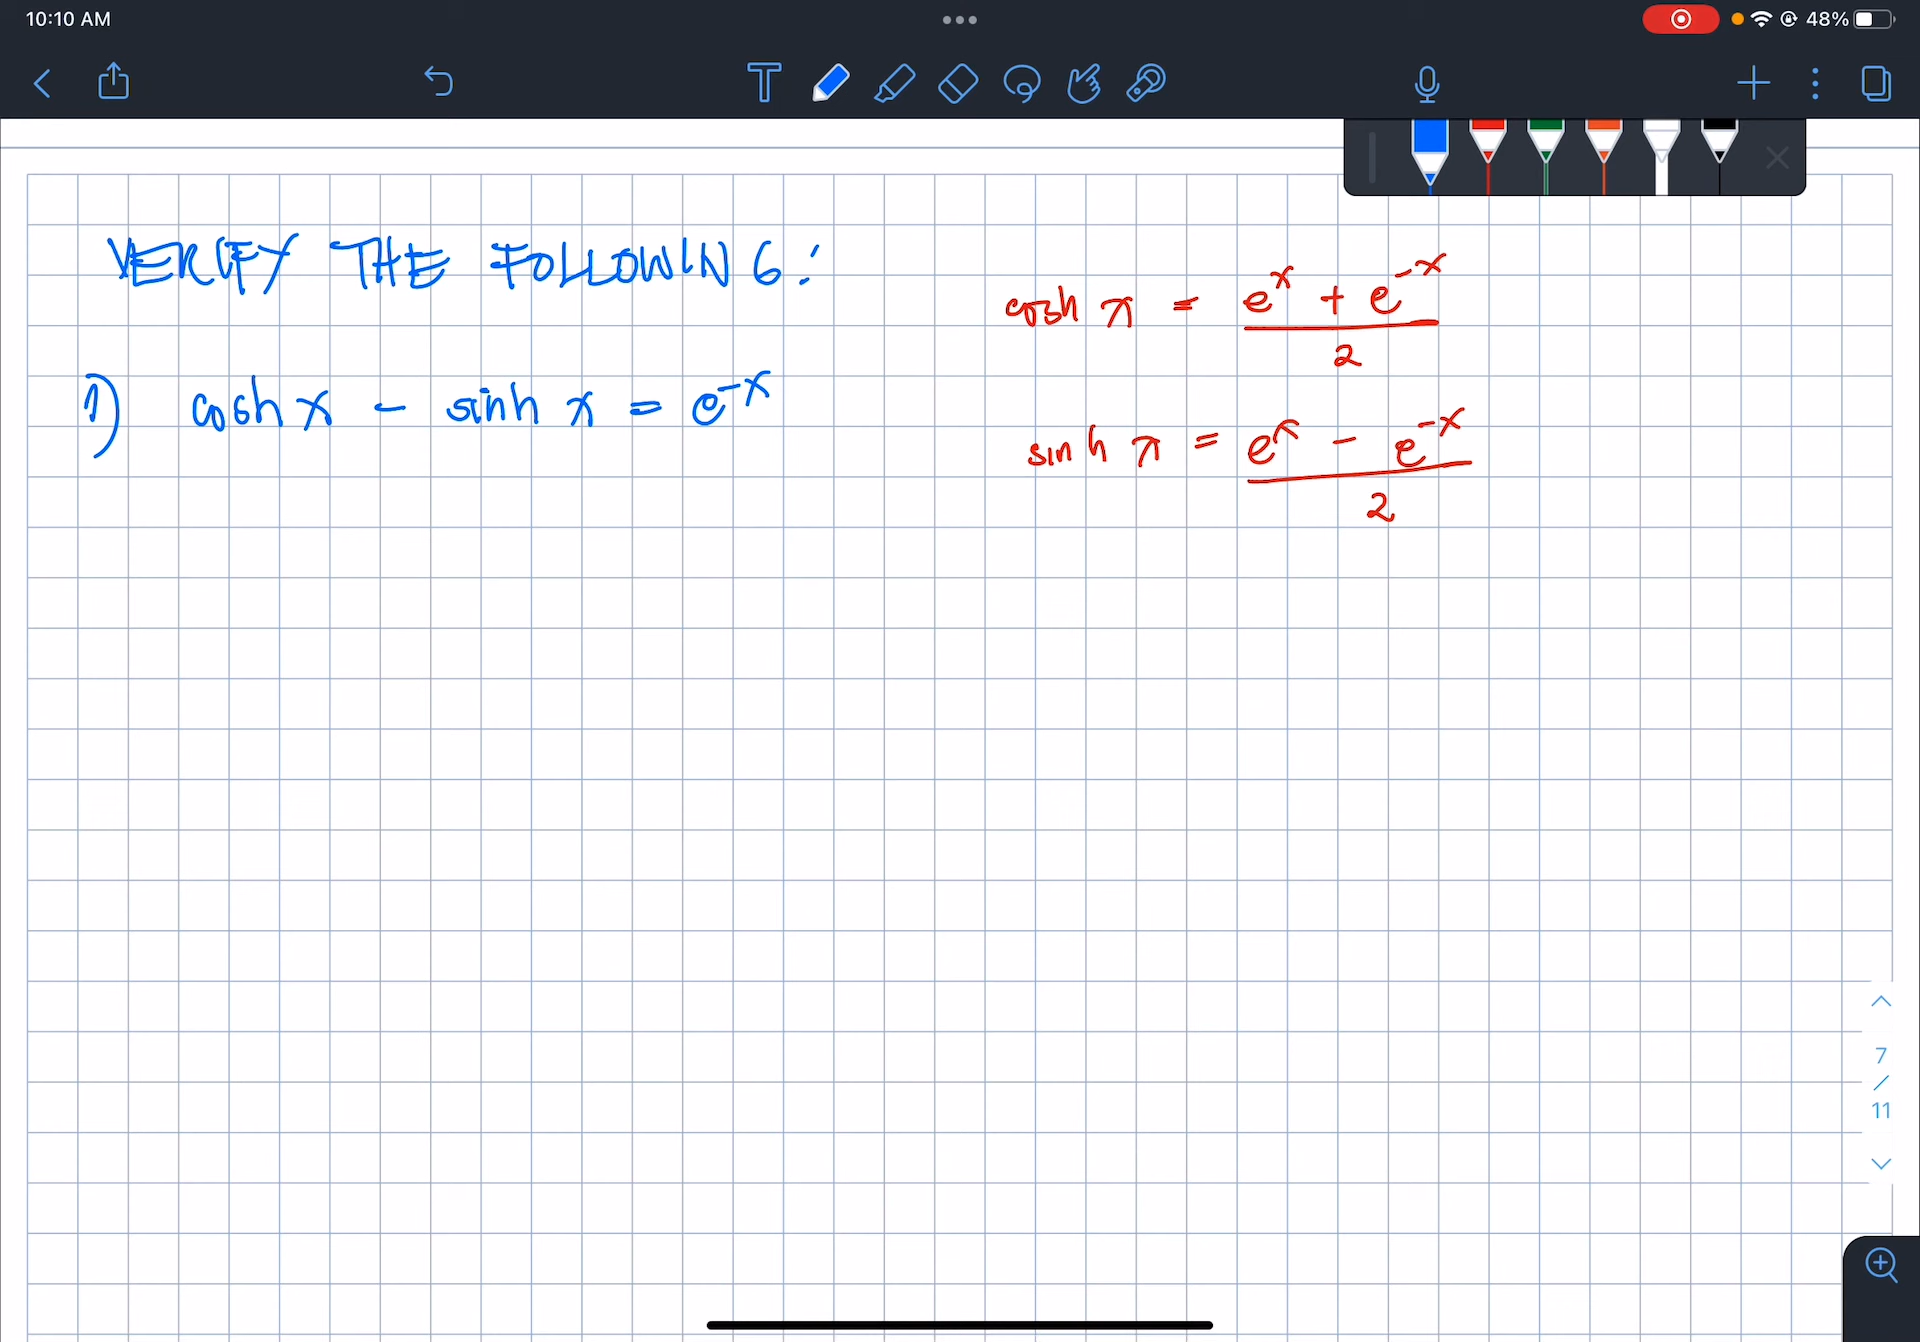 10:10 AM
48%
VERIFY THE FOLLOWING:
cosh x = e^x + e^-x
2
1) cosh x - sinh x = e^-x
sinh x = e^x - e^-x
2
7
/
11